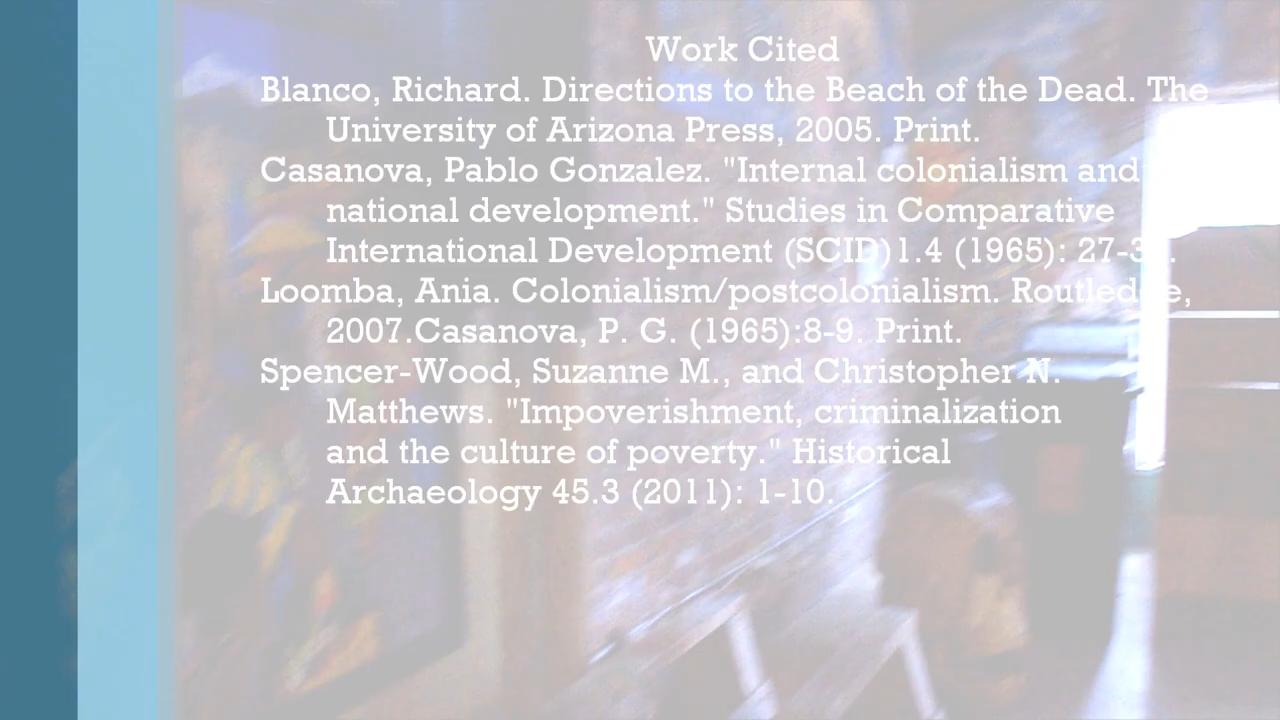 Work Cited
Blanco, Richard. Directions to the Beach of the Dead. The
University of Arizona Press, 2005. Print.
Casanova, Pablo Gonzalez. "Internal colonialism and
national development." Studies in Comparative
International Development (SCID)1.4 (1965):
Loomba, Ania. Colonialism/postcolonialism. Routledge,
2007.Casanova, P. G. (1965):8-9. Print.
Spencer-Wood, Suzanne M., and Christopher N.
Matthews. "Impoverishment, criminalization
and the culture of poverty." Historical
Archaeology 45.3 (2011): 1-10.